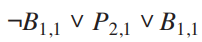 ¬B₁,₁ ∨ P₂,₁ ∨ B₁,₁